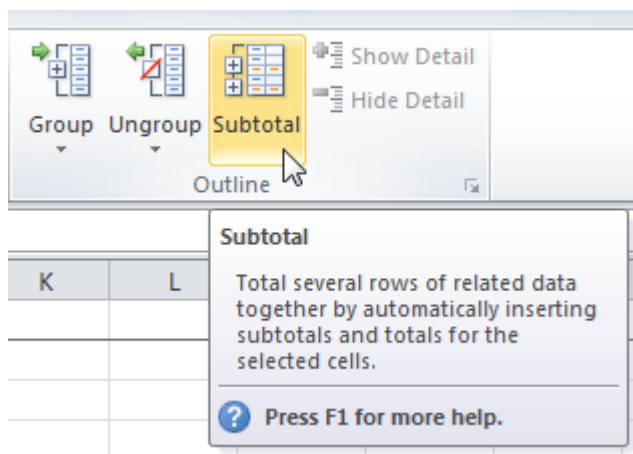 Show Detail
Hide Detail
Group Ungroup Subtotal
Outline
Subtotal
K L
Total several rows of related data
together by automatically inserting
subtotals and totals for the
selected cells.
Press F1 for more help.